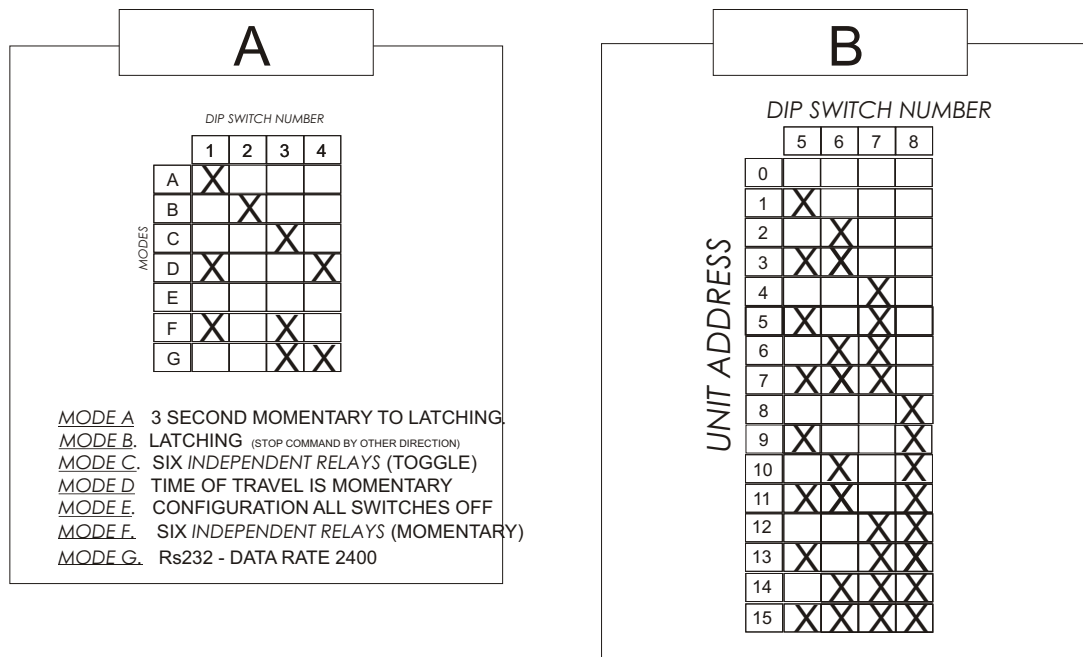 A
DIP SWITCH NUMBER
1 2 3 4
MODES
A X
B X
C X
D X X
E
F X X
G X X
MODE A 3 SECOND MOMENTARY TO LATCHING.
MODE B. LATCHING (STOP COMMAND BY OTHER DIRECTION)
MODE C. SIX INDEPENDENT RELAYS (TOGGLE)
MODE D TIME OF TRAVEL IS MOMENTARY
MODE E. CONFIGURATION ALL SWITCHES OFF
MODE F. SIX INDEPENDENT RELAYS (MOMENTARY)
MODE G. Rs232 - DATA RATE 2400
B
DIP SWITCH NUMBER
5 6 7 8
UNIT ADDRESS
0
1 X
2 X
3 X X
4 X
5 X X
6 X X
7 X X X
8 X
9 X X
10 X X
11 X X X
12 X X
13 X X X
14 X X X
15 X X X X